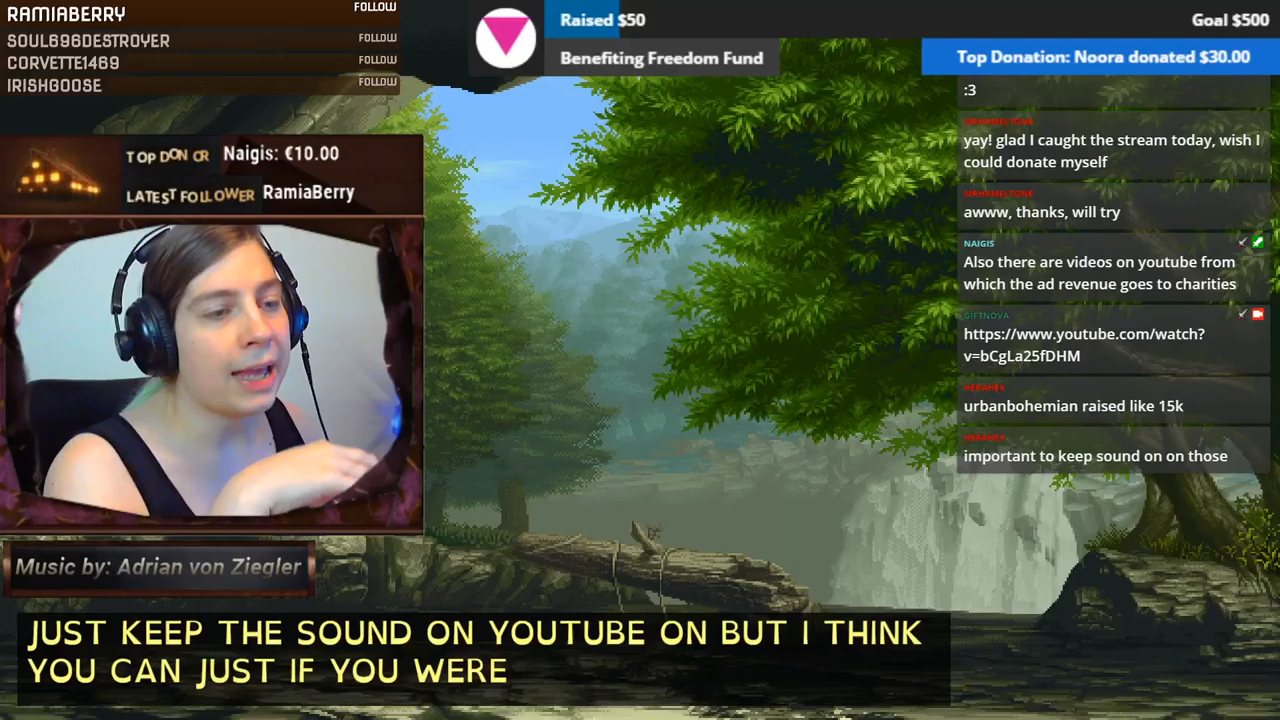 RAMIABERRY FOLLOW
SOUL696DESTROYER FOLLOW
CORVETTE1469 FOLLOW
IRISHGOOSE FOLLOW
Raised $50 Goal $500
Benefiting Freedom Fund Top Donation: Noora donated $30.00
TOP DONOR Naigis: €10.00
LATEST FOLLOWER RamiaBerry
:3
MRHAMELTONE
yay! glad I caught the stream today, wish I
could donate myself
MRHAMELTONE
awww, thanks, will try
NAIGIS
Also there are videos on youtube from
which the ad revenue goes to charities
GIFTNOVA
https://www.youtube.com/watch?
v=bCgLa25fDHM
urbanbohemian raised like 15k
important to keep sound on on those
Music by: Adrian von Ziegler
JUST KEEP THE SOUND ON YOUTUBE ON BUT I THINK
YOU CAN JUST IF YOU WERE